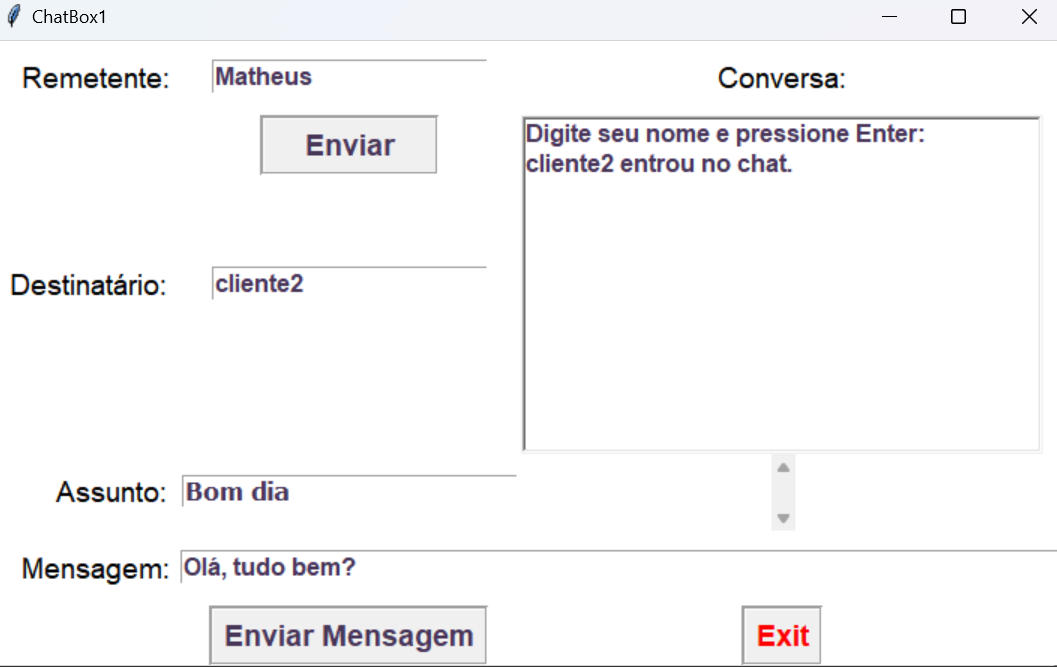 ChatBox1
Remetente: Matheus
Enviar
Destinatário: cliente2
Assunto: Bom dia
Conversa:
Digite seu nome e pressione Enter:
cliente2 entrou no chat.
Mensagem: Olá, tudo bem?
Enviar Mensagem
Exit